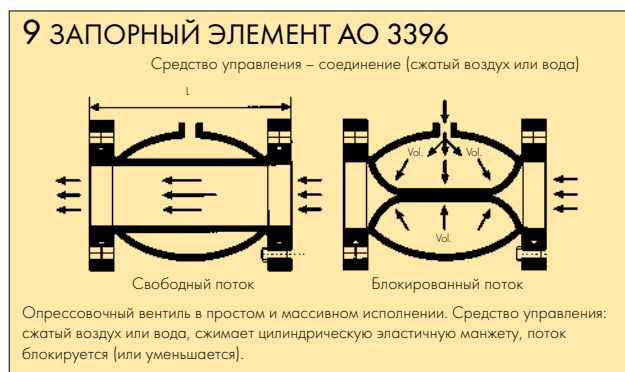 9 ЗАПОРНЫЙ ЭЛЕМЕНТ АО 3396
Средство управления – соединение (сжатый воздух или вода)
L
Vol. Vol.
Vol.
Свободный поток Блокированный поток
Опрессовочный вентиль в простом и массивном исполнении. Средство управления:
сжатый воздух или вода, сжимает цилиндрическую эластичную манжету, поток
блокируется (или уменьшается).